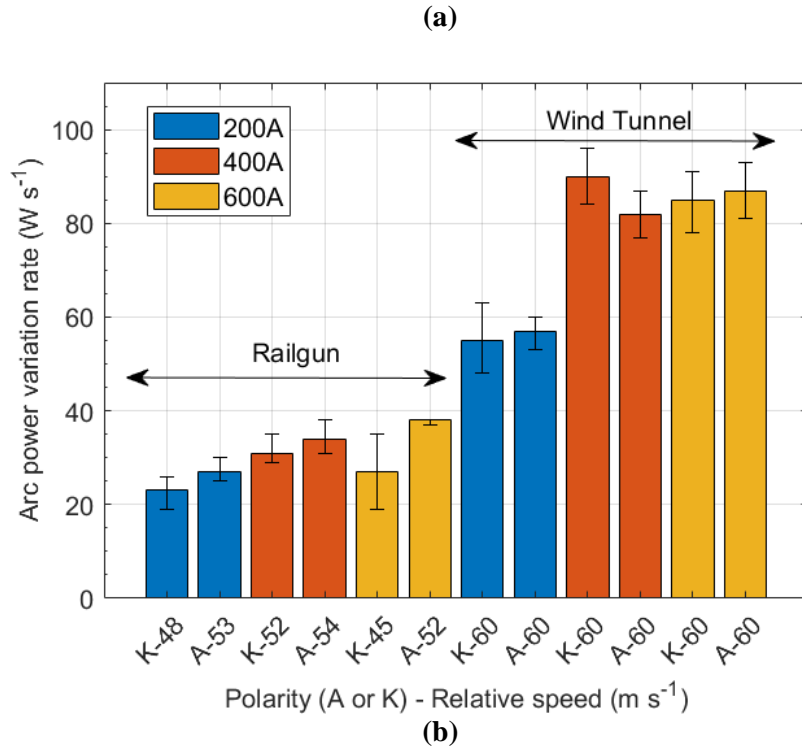 (a)
Arc power variation rate (W s⁻¹)
100
80
60
40
20
0
200A
400A
600A
Wind Tunnel
Railgun
K-48
A-53
K-52
A-54
K-45
A-52
K-60
A-60
K-60
A-60
K-60
A-60
Polarity (A or K) - Relative speed (m s⁻¹)
(b)